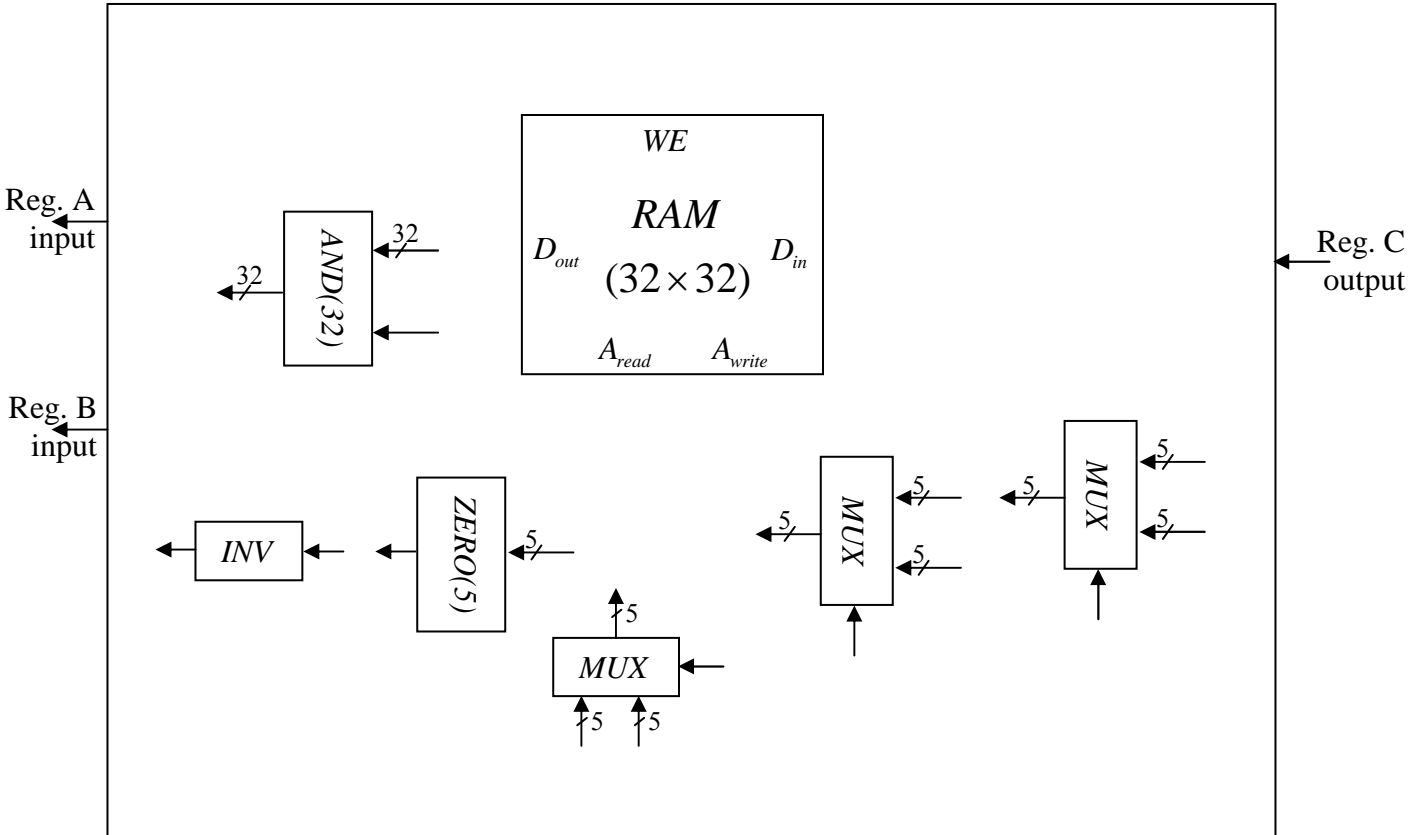 WE
RAM
(32×32)
D_out
D_in
A_read
A_write
Reg. A
input
32
AND(32)
32
Reg. C
output
Reg. B
input
INV
ZERO(5)
5
5
MUX
5
5
5
MUX
5
5
5
MUX
5
5